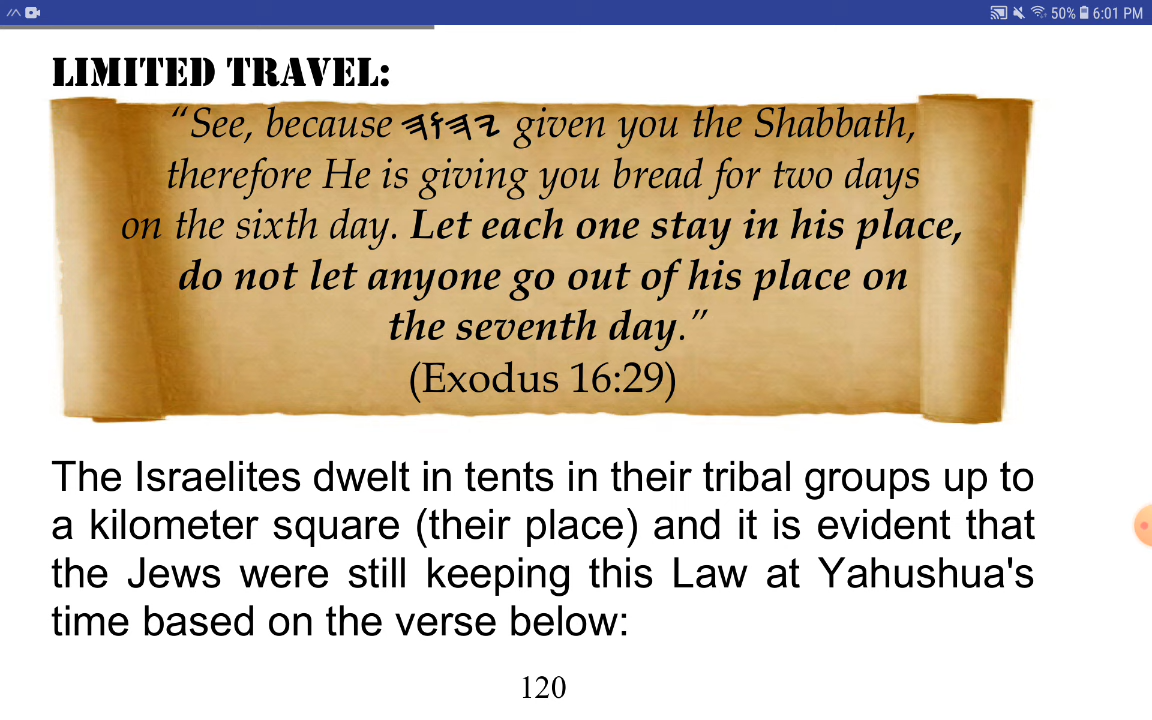 50% 6:01 PM
LIMITED TRAVEL:
“See, because 𐤉𐤄𐤅𐤄 given you the Shabbath,
therefore He is giving you bread for two days
on the sixth day. Let each one stay in his place,
do not let anyone go out of his place on
the seventh day.”
(Exodus 16:29)
The Israelites dwelt in tents in their tribal groups up to
a kilometer square (their place) and it is evident that
the Jews were still keeping this Law at Yahushua's
time based on the verse below:
120